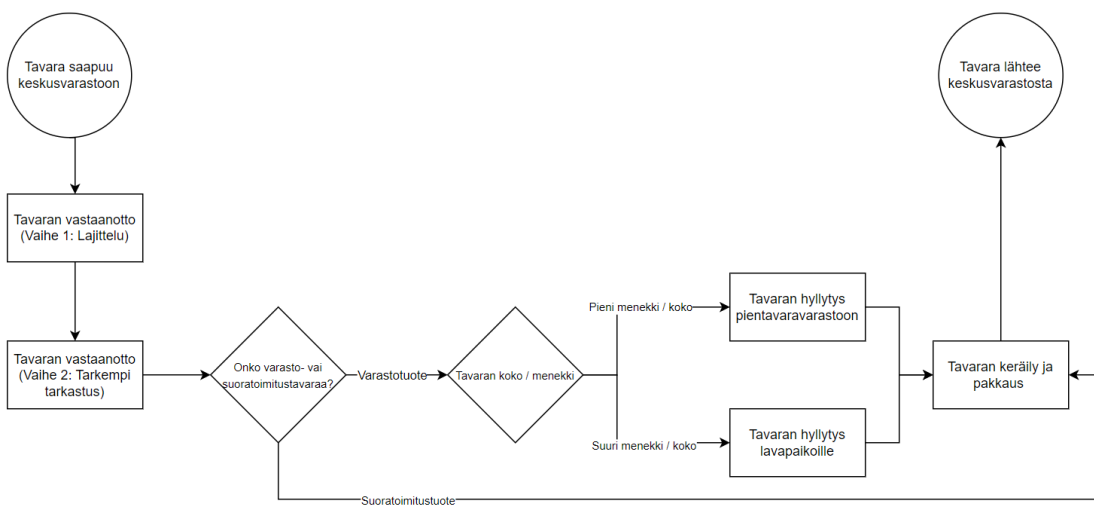 Tavara saapuu
keskusvarastoon
Tavaran vastaanotto
(Vaihe 1: Lajittelu)
Tavaran vastaanotto
(Vaihe 2: Tarkempi
tarkastus)
Onko varasto- vai
suoratoimitustavaraa?
Varastotuote
Suoratoimitustuote
Tavaran koko / menekki
Pieni menekki / koko
Suuri menekki / koko
Tavaran hyllytys
pientavaravarastoon
Tavaran hyllytys
lavapaikoille
Tavaran keräily ja
pakkaus
Tavara lähtee
keskusvarastosta